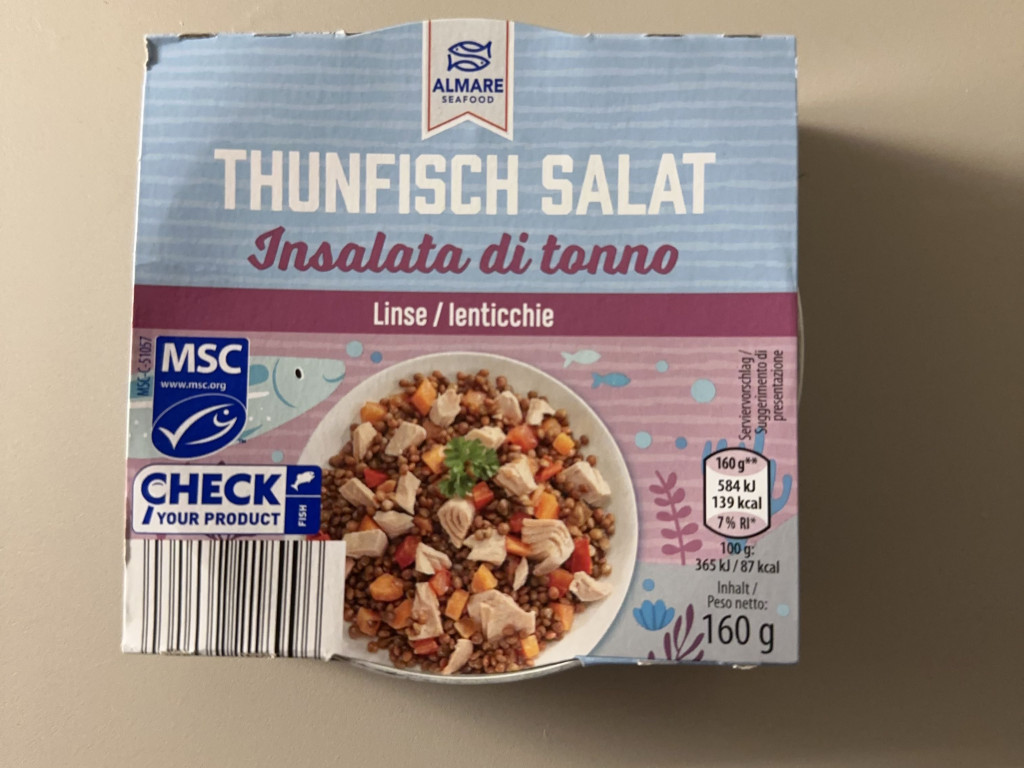 ALMARE
SEAFOOD
THUNFISCH SALAT
Insalata di tonno
Linse / lenticchie
MSC-C-51057
MSC
www.msc.org
CHECK
YOUR PRODUCT
FISH
Serviervorschlag /
Suggerimento di
presentazione
160 g**
584 kJ
139 kcal
7% RI*
100 g:
365 kJ / 87 kcal
Inhalt /
Peso netto:
160 g